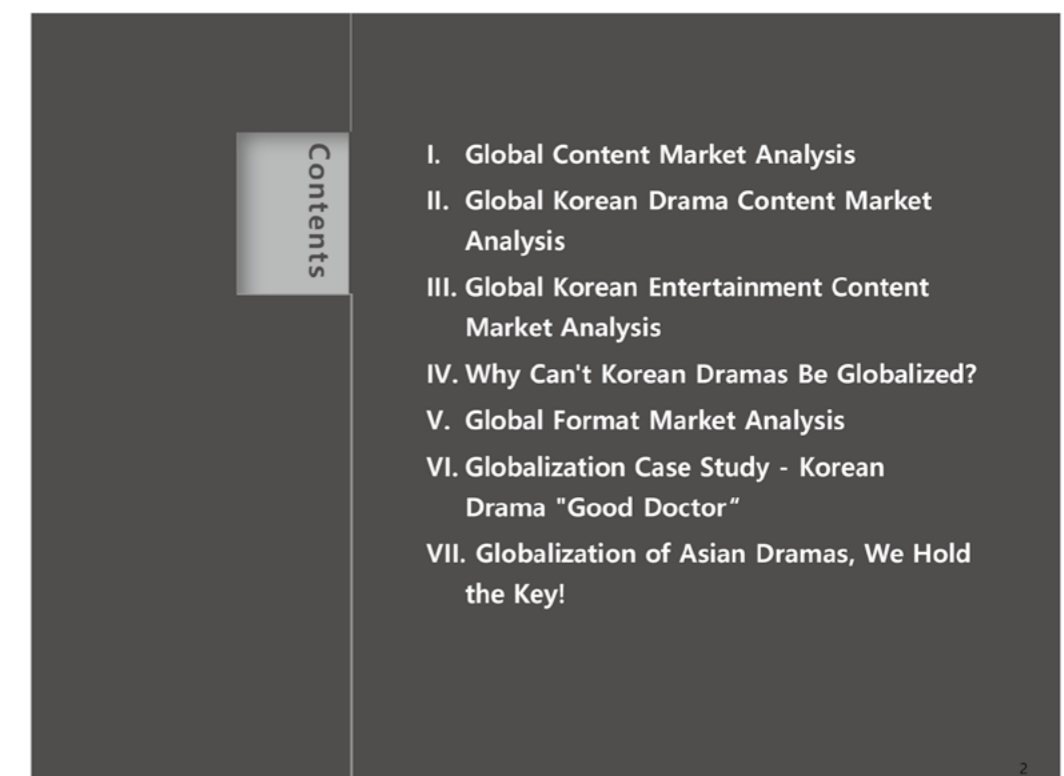 Contents
I. Global Content Market Analysis
II. Global Korean Drama Content Market
Analysis
III. Global Korean Entertainment Content
Market Analysis
IV. Why Can't Korean Dramas Be Globalized?
V. Global Format Market Analysis
VI. Globalization Case Study - Korean
Drama "Good Doctor“
VII. Globalization of Asian Dramas, We Hold
the Key!
2